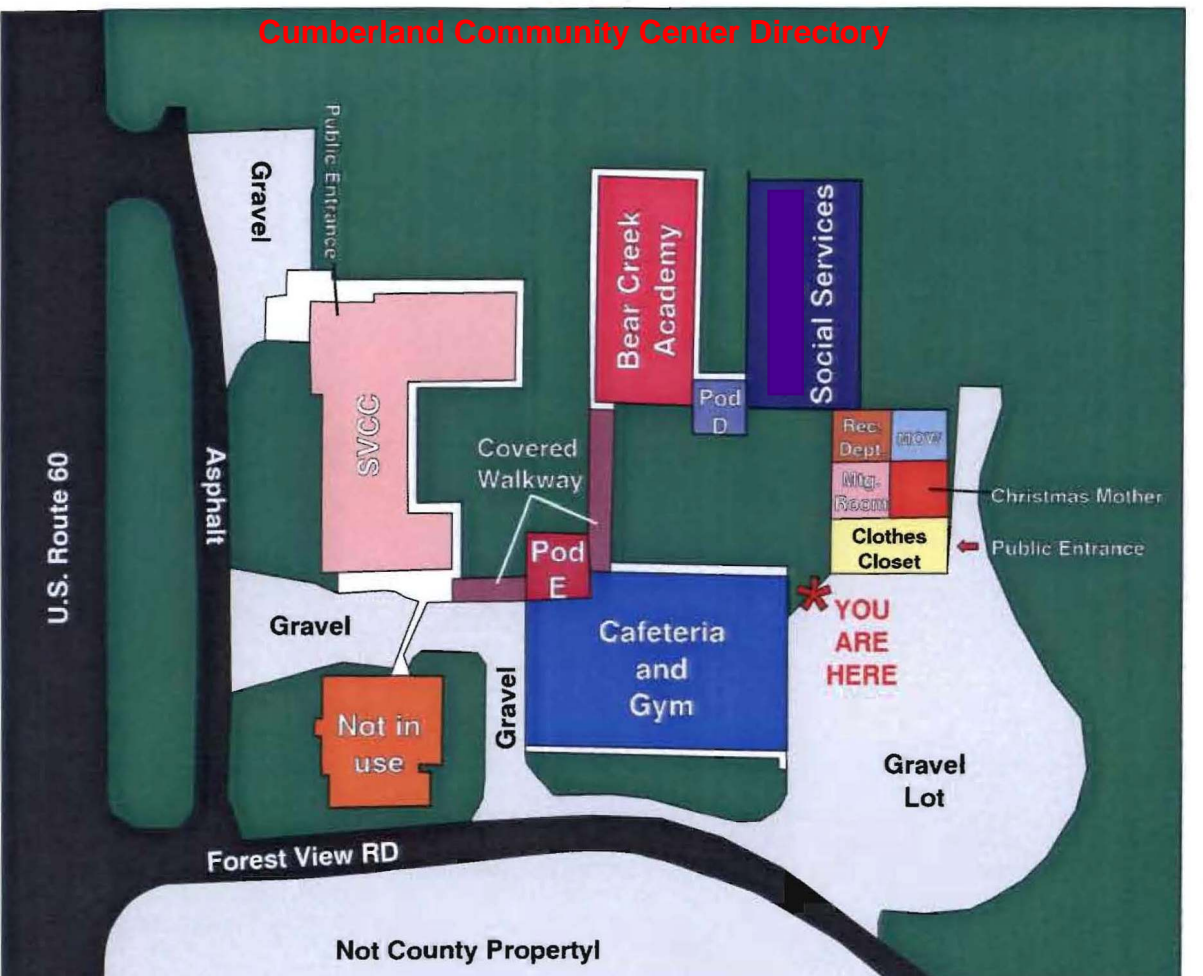 Cumberland Community Center Directory
Public Entrance
Gravel
Bear Creek
Academy
Social Services
Pod
D
Rec
Dept
MOW
SVCC
Covered
Walkway
Mtg.
Room
Christmas Mother
U.S. Route 60
Asphalt
Clothes
Closet
Public Entrance
Pod
E
YOU
ARE
HERE
Gravel
Cafeteria
and
Gym
Gravel
Not in
use
Gravel
Lot
Forest View RD
Not County Propertyl